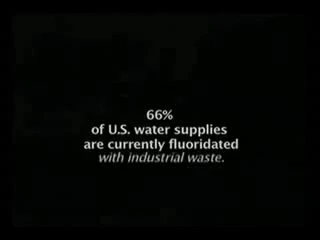 66%
of U.S. water supplies
are currently fluoridated
with industrial waste.